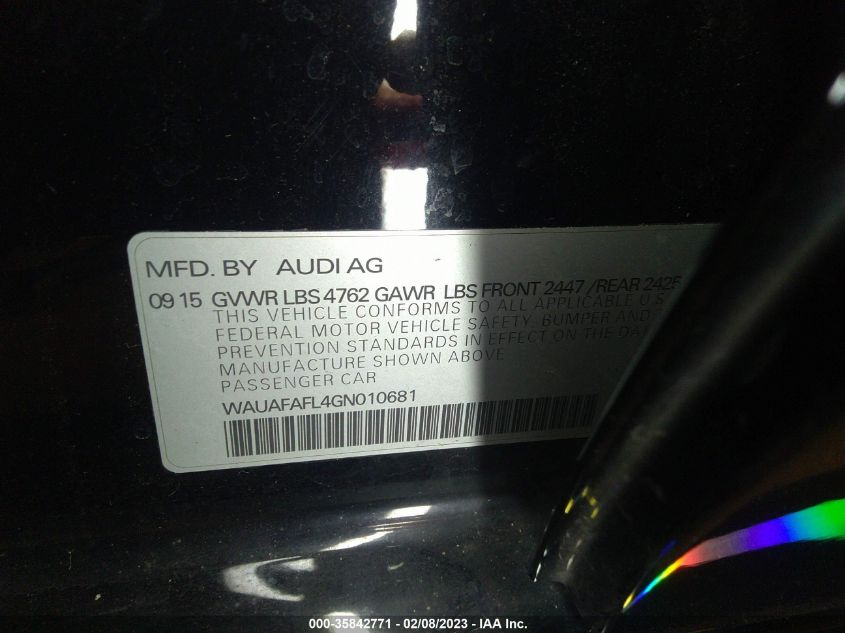 MFD. BY AUDI AG
09 15 GVWR LBS 4762 GAWR LBS FRONT 2447 /REAR 2425
THIS VEHICLE CONFORMS TO ALL APPLICABLE U.S.
FEDERAL MOTOR VEHICLE SAFETY, BUMPER AND
PREVENTION STANDARDS IN EFFECT ON THE DA
MANUFACTURE SHOWN ABOVE
PASSENGER CAR
WAUAFAFL4GN010681
000-35842771 - 02/08/2023 - IAA Inc.